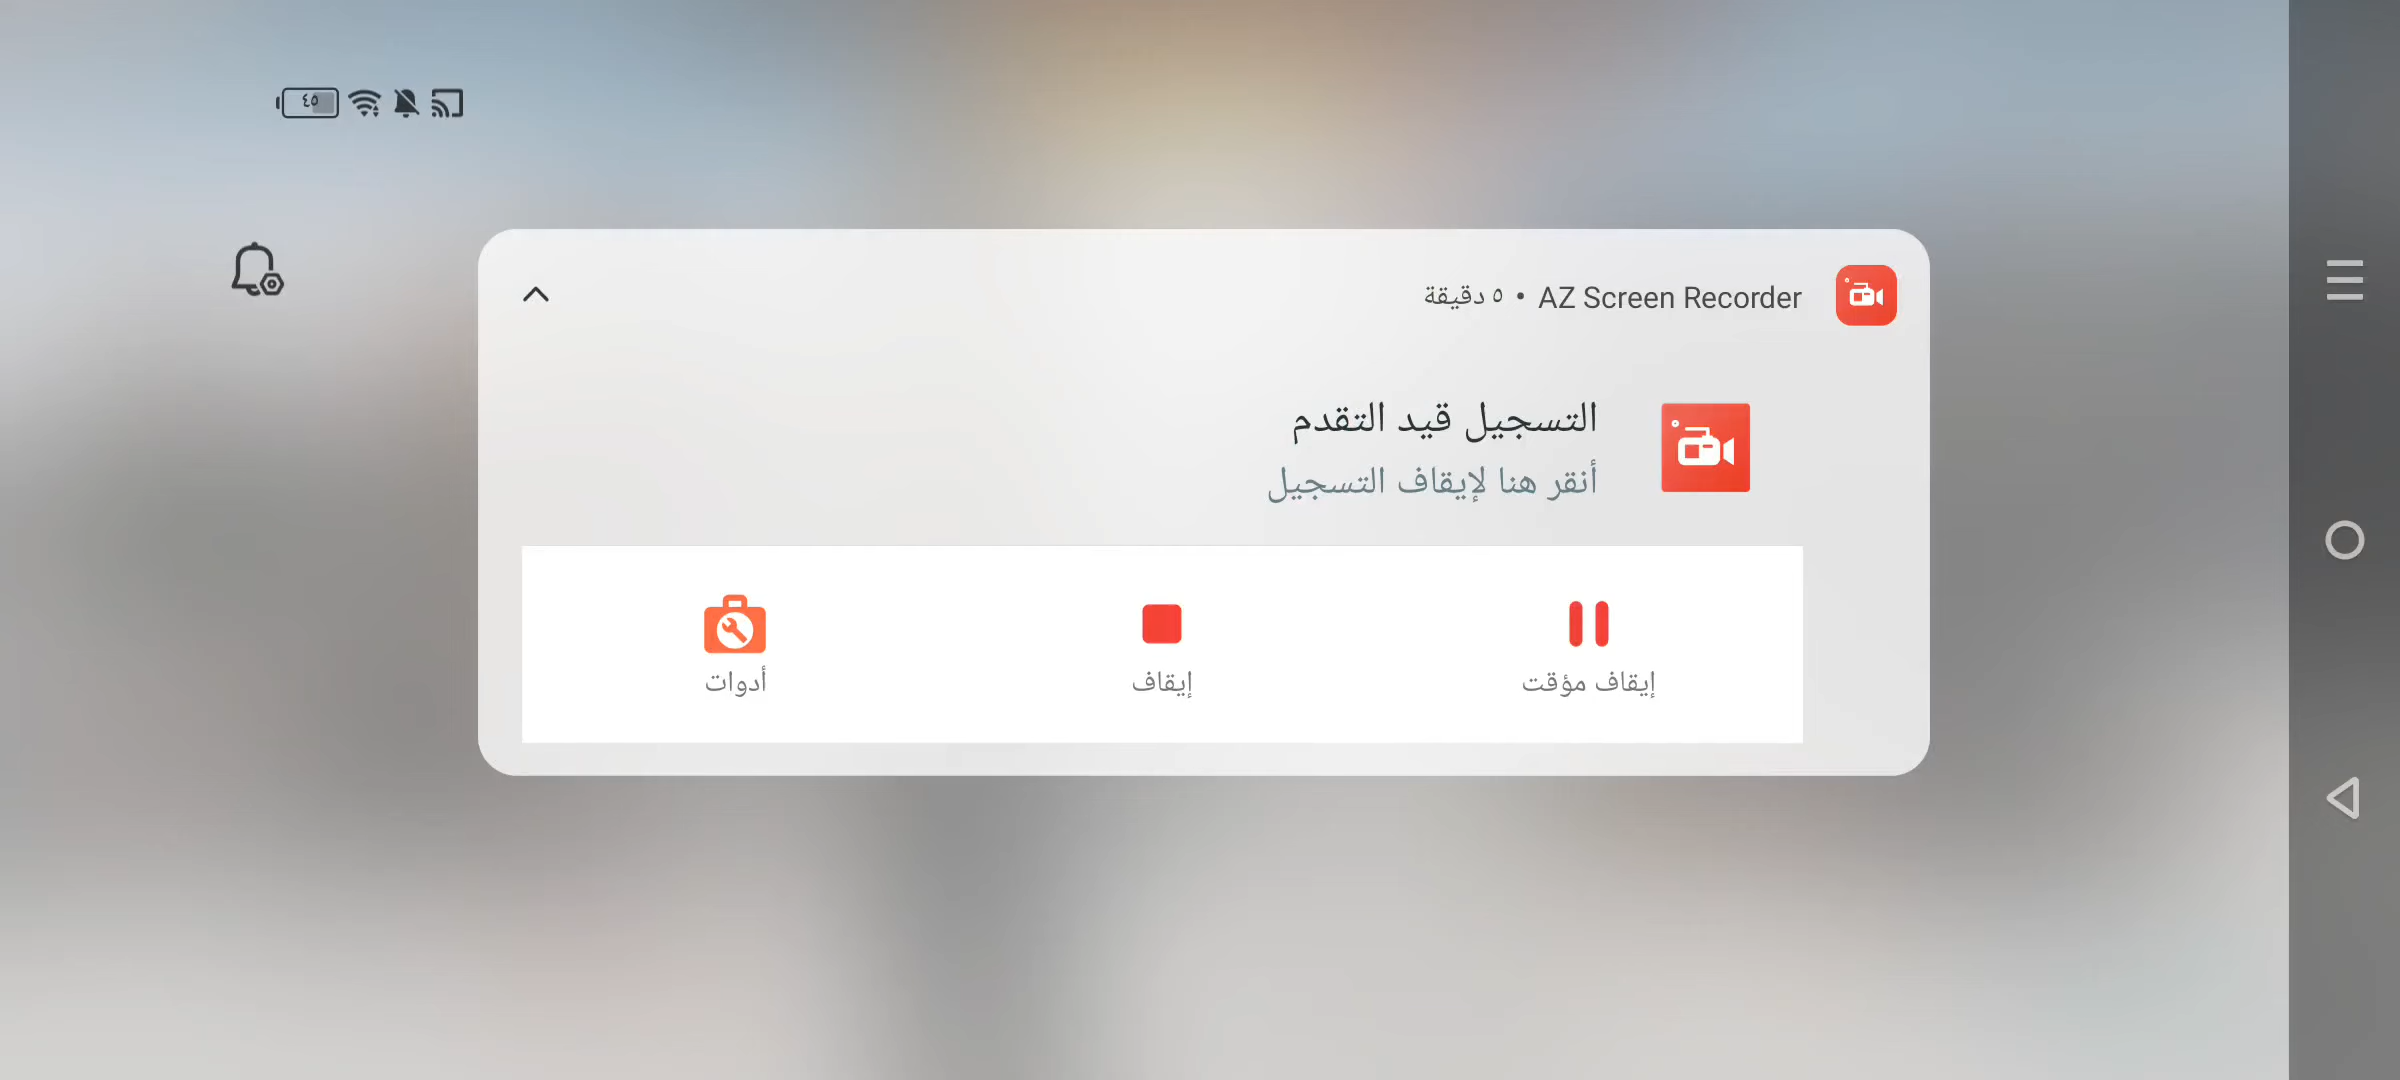 ٤٥
AZ Screen Recorder • ٥ دقيقة
التسجيل قيد التقدم
أنقر هنا لإيقاف التسجيل
إيقاف مؤقت
إيقاف
أدوات